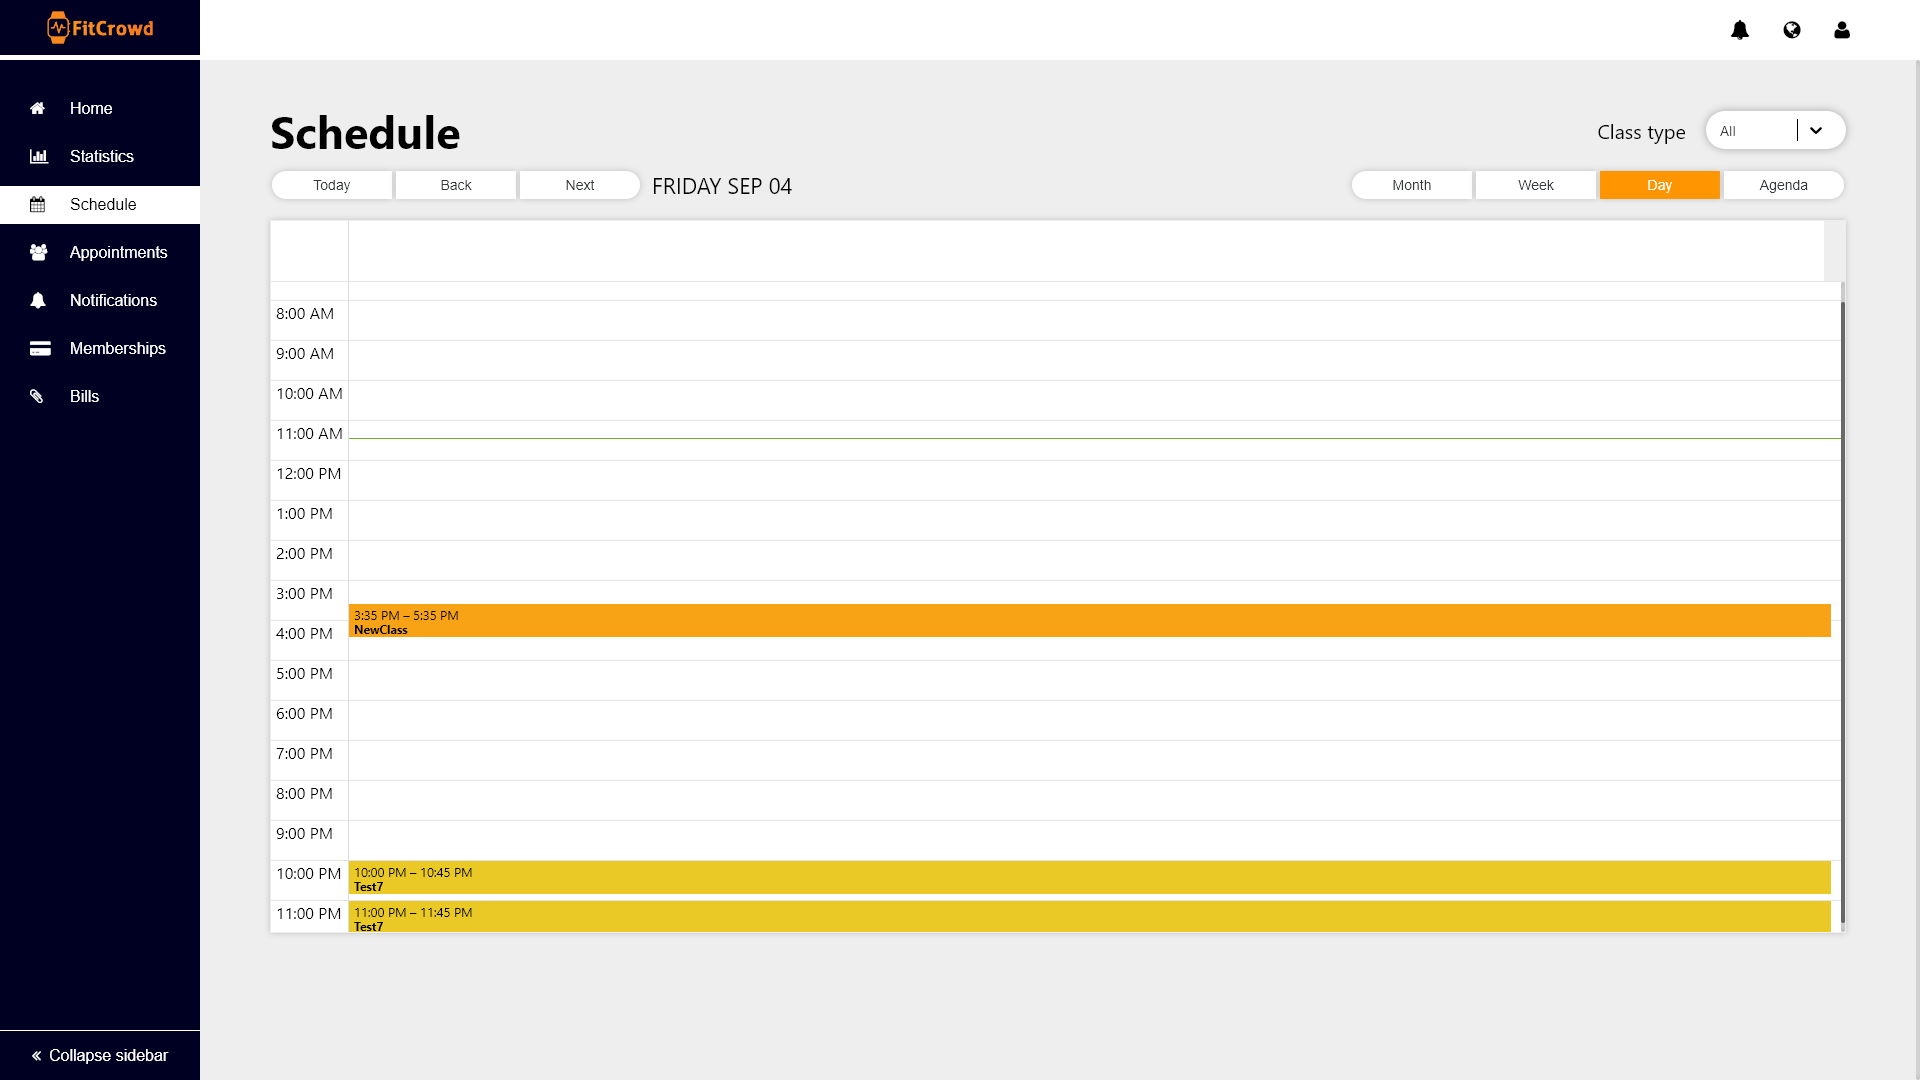 FitCrowd
Home
Statistics
Schedule
Appointments
Notifications
Memberships
Bills
Collapse sidebar
Schedule
Class type
All
Today
Back
Next
FRIDAY SEP 04
Month
Week
Day
Agenda
8:00 AM
9:00 AM
10:00 AM
11:00 AM
12:00 PM
1:00 PM
2:00 PM
3:00 PM
3:35 PM – 5:35 PM
NewClass
4:00 PM
5:00 PM
6:00 PM
7:00 PM
8:00 PM
9:00 PM
10:00 PM
10:00 PM – 10:45 PM
Test7
11:00 PM
11:00 PM – 11:45 PM
Test7